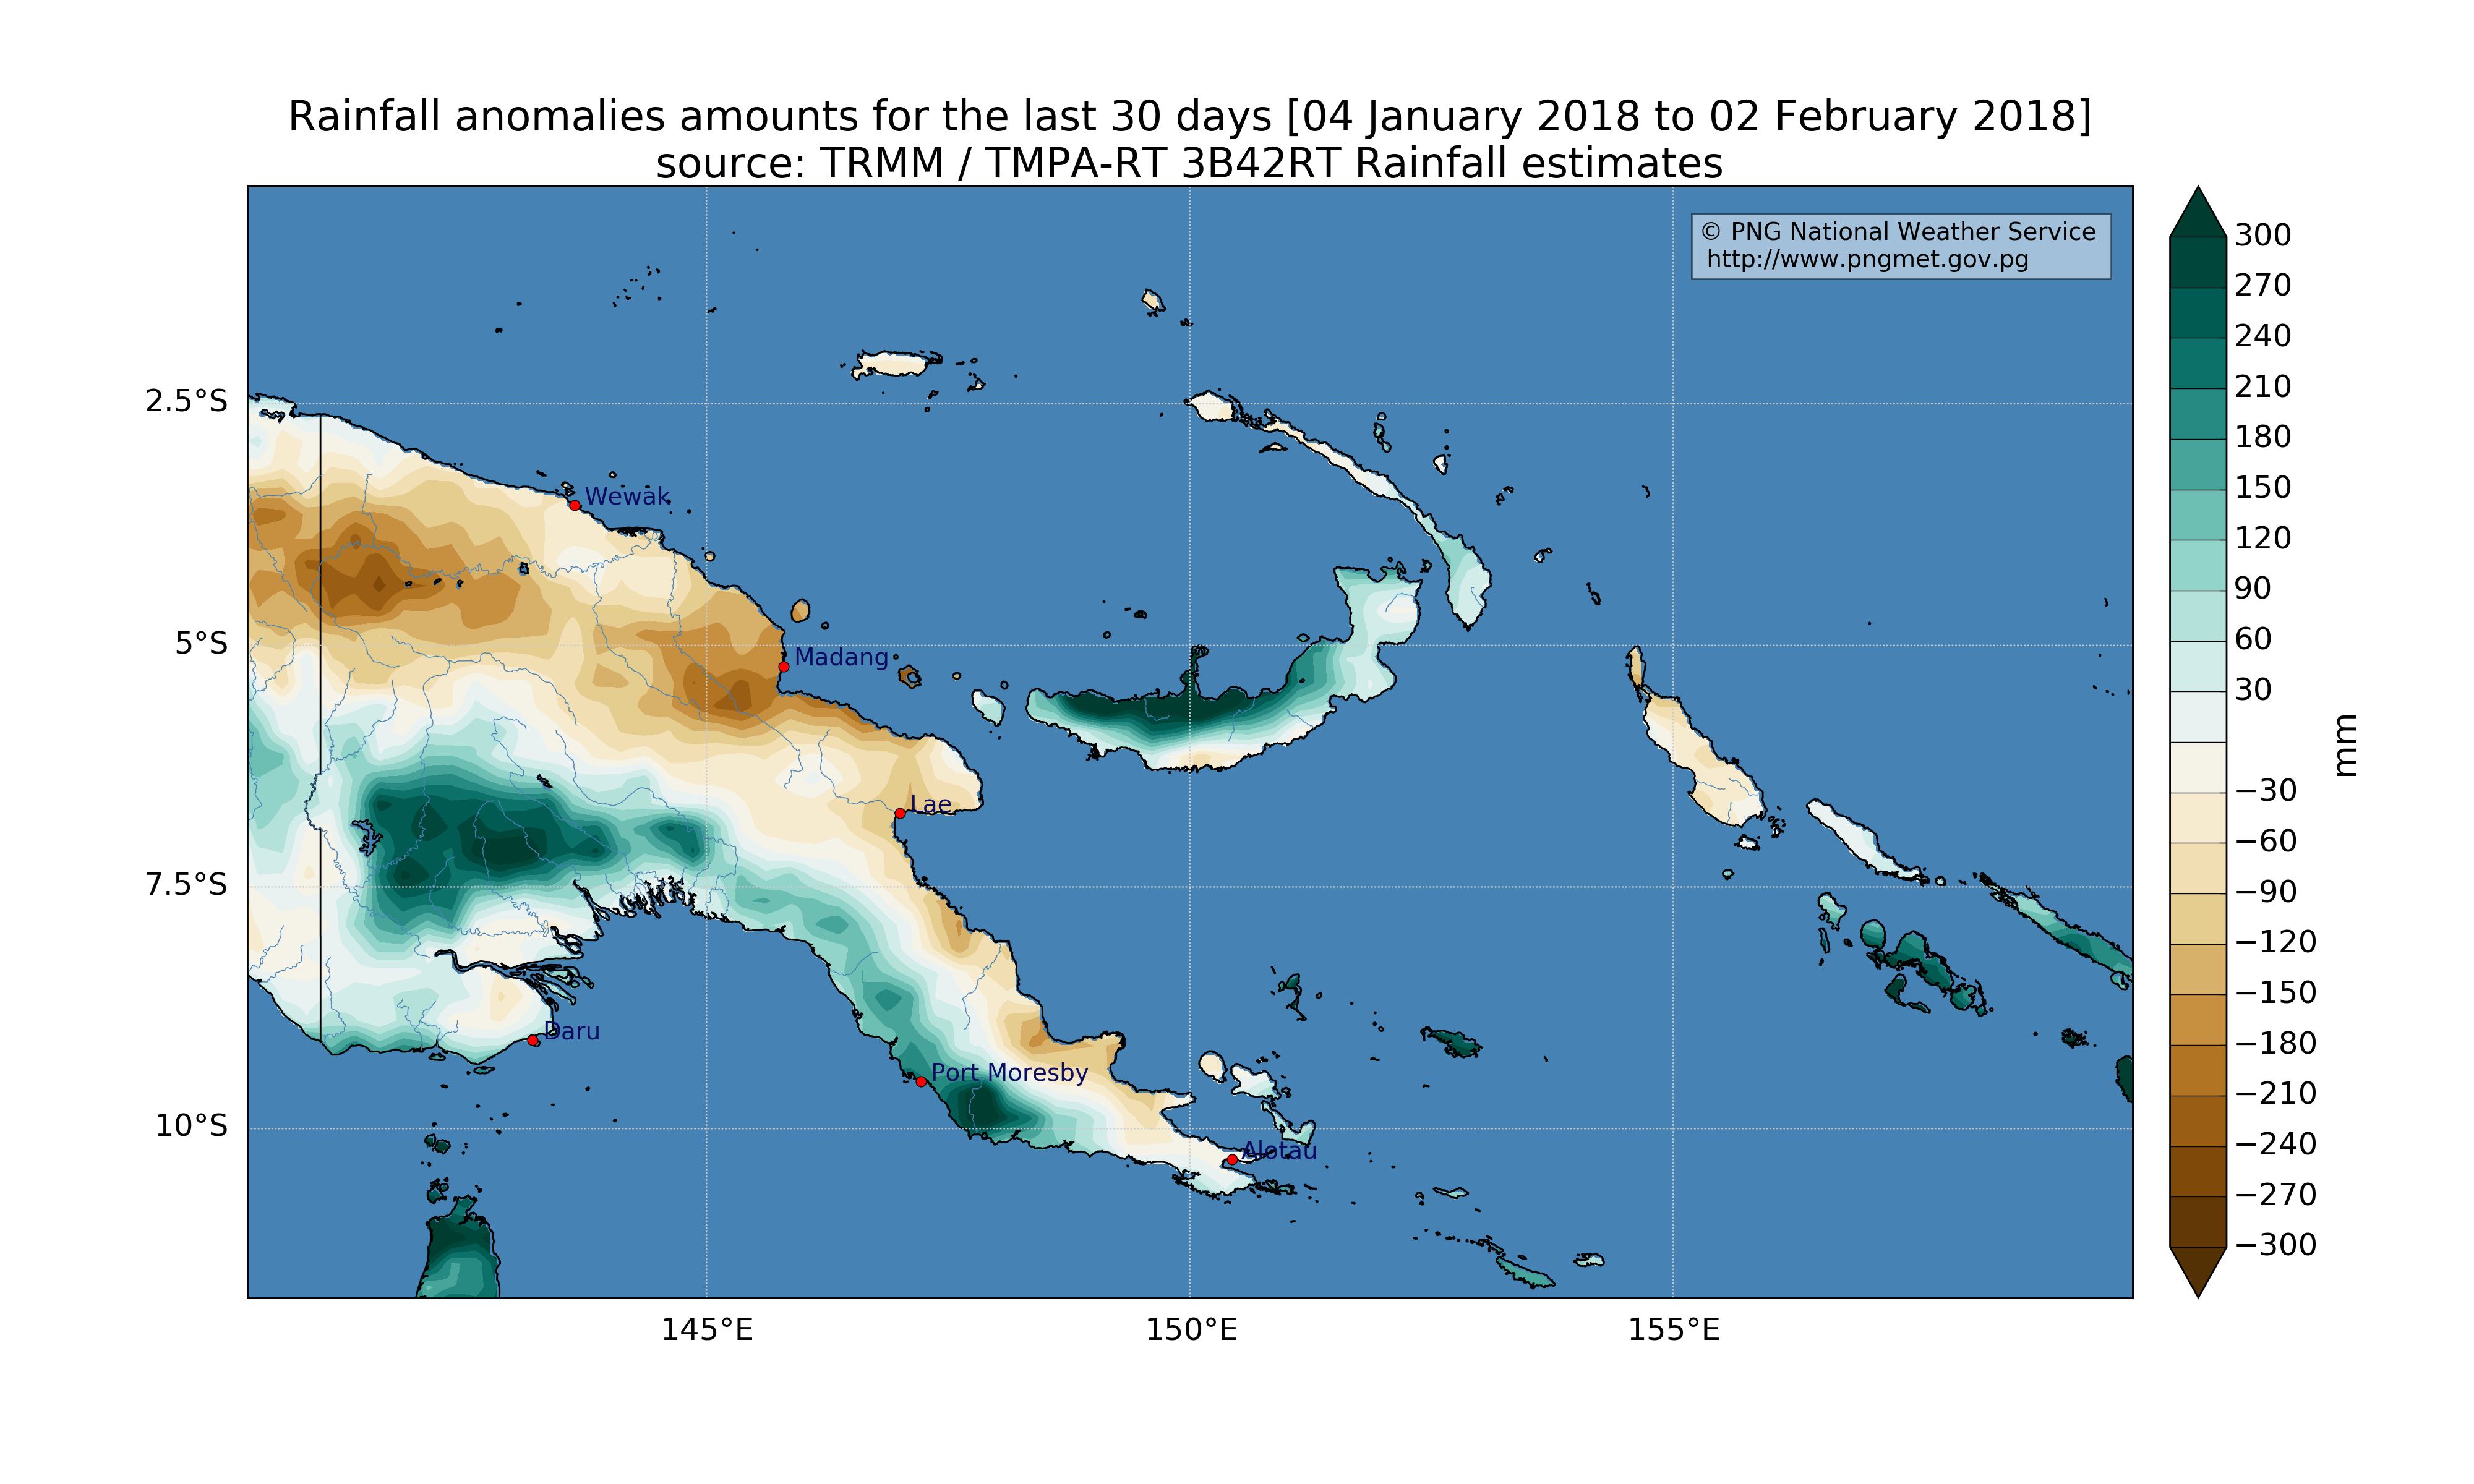 Rainfall anomalies amounts for the last 30 days [04 January 2018 to 02 February 2018]
source: TRMM / TMPA-RT 3B42RT Rainfall estimates
© PNG National Weather Service
http://www.pngmet.gov.pg
2.5°S
5°S
7.5°S
10°S
145°E
150°E
155°E
Wewak
Madang
Lae
Daru
Port Moresby
Alotau
300
270
240
210
180
150
120
90
60
30
−30
−60
−90
−120
−150
−180
−210
−240
−270
−300
mm